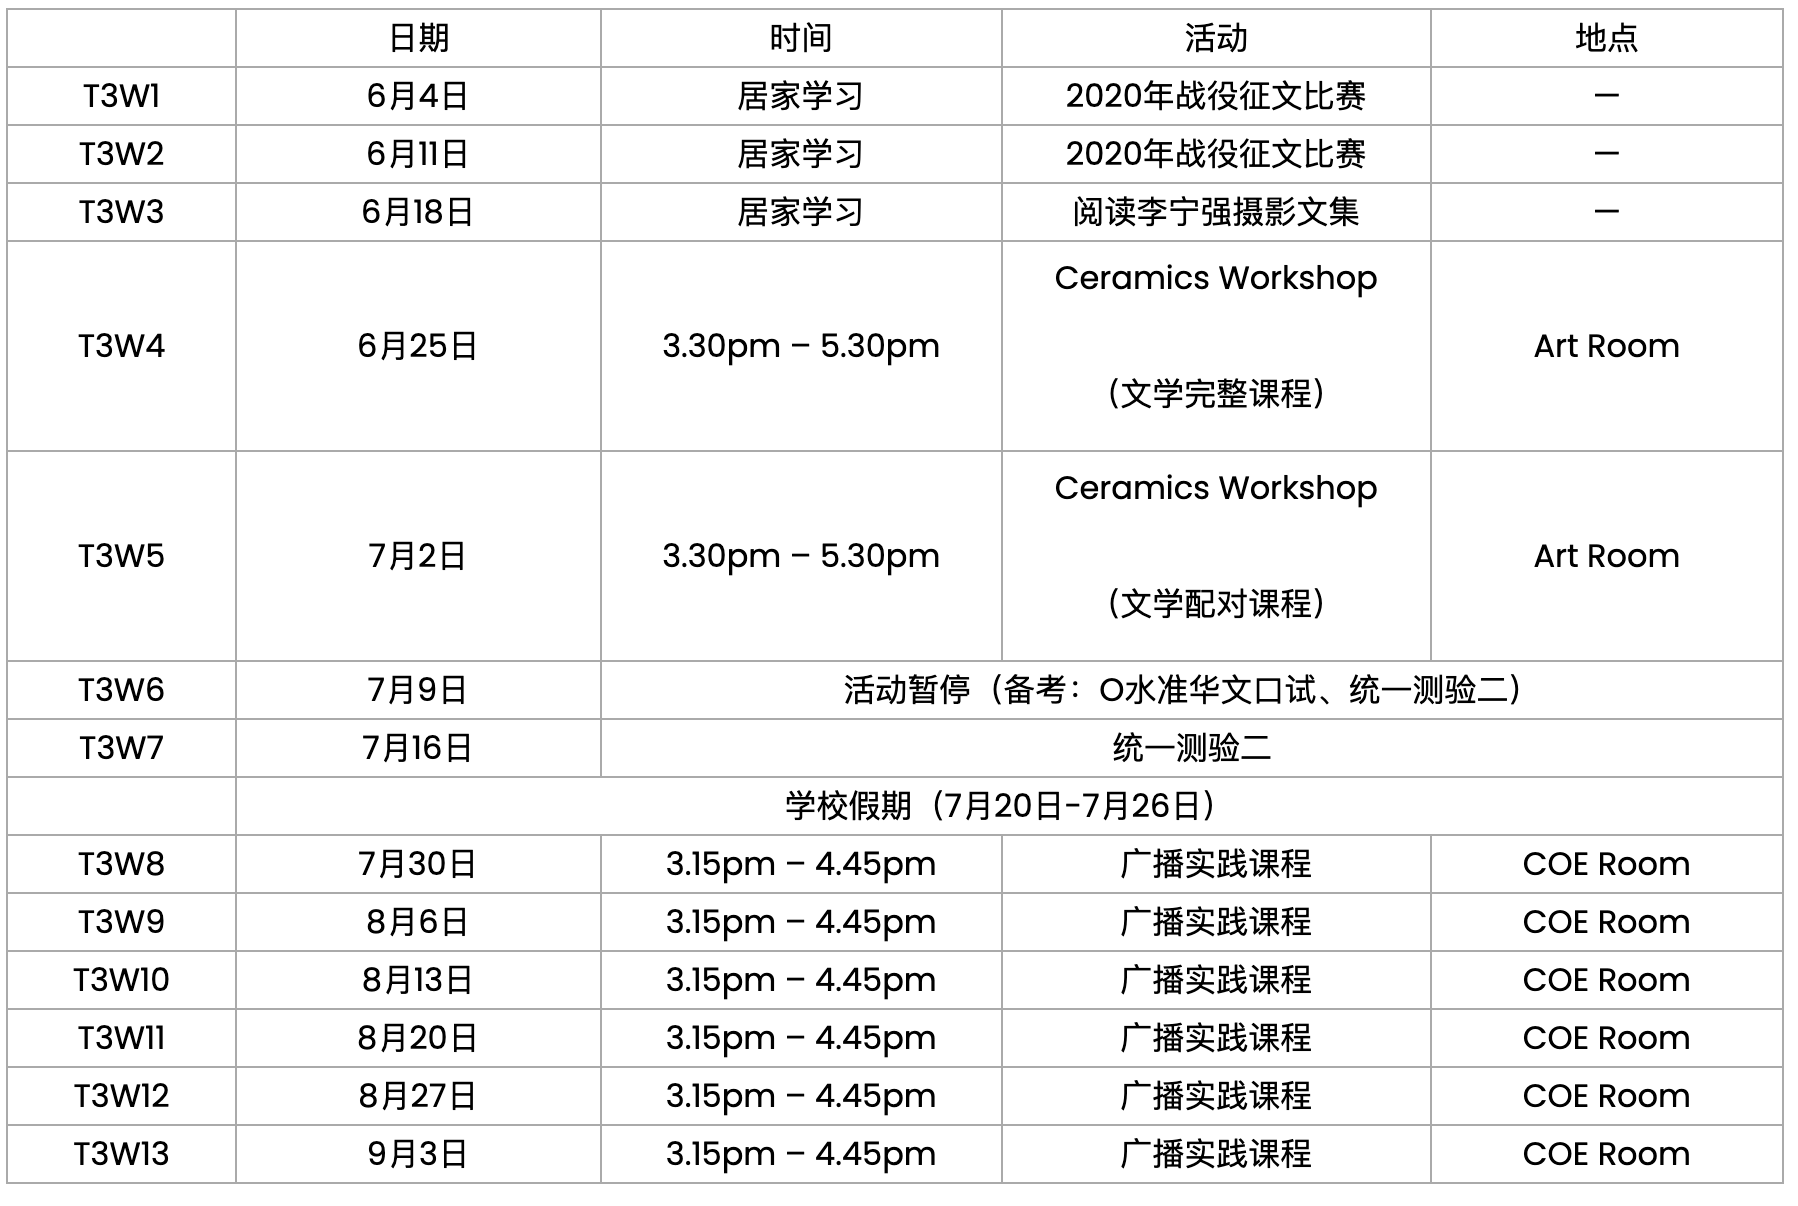 日期 时间 活动 地点
T3W1 6月4日 居家学习 2020年战役征文比赛 —
T3W2 6月11日 居家学习 2020年战役征文比赛 —
T3W3 6月18日 居家学习 阅读李宁强摄影文集 —
T3W4 6月25日 3.30pm – 5.30pm Ceramics Workshop
（文学完整课程） Art Room
T3W5 7月2日 3.30pm – 5.30pm Ceramics Workshop
（文学配对课程） Art Room
T3W6 7月9日 活动暂停（备考：O水准华文口试、统一测验二）
T3W7 7月16日 统一测验二
学校假期（7月20日-7月26日）
T3W8 7月30日 3.15pm – 4.45pm 广播实践课程 COE Room
T3W9 8月6日 3.15pm – 4.45pm 广播实践课程 COE Room
T3W10 8月13日 3.15pm – 4.45pm 广播实践课程 COE Room
T3W11 8月20日 3.15pm – 4.45pm 广播实践课程 COE Room
T3W12 8月27日 3.15pm – 4.45pm 广播实践课程 COE Room
T3W13 9月3日 3.15pm – 4.45pm 广播实践课程 COE Room